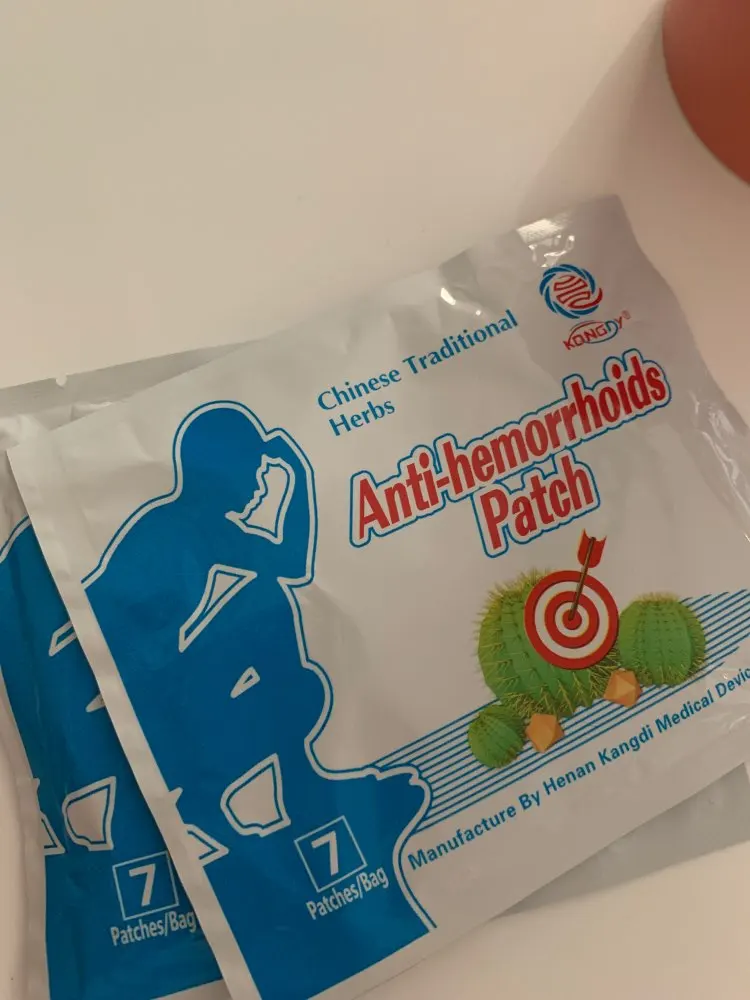 KONGDY®
Chinese Traditional
Herbs
Anti-hemorrhoids
Patch
Manufacture By Henan Kangdi Medical Devic
7
Patches/Bag
7
Patches/Bag